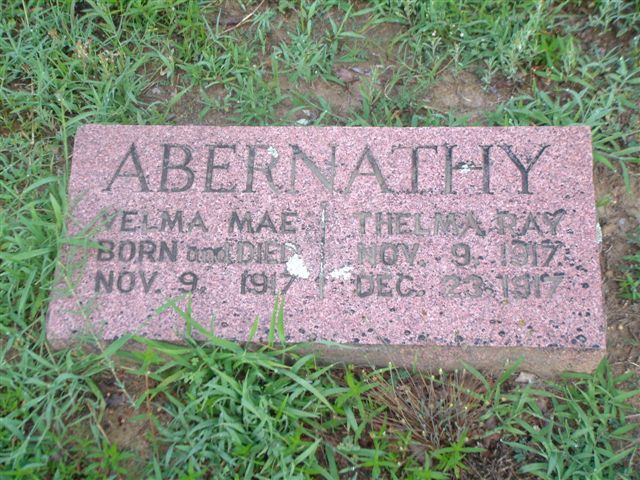 ABERNATHY
VELMA MAE
BORN and DIED
NOV. 9. 1917
THELMA RAY
NOV. 9. 1917
DEC. 23. 1917